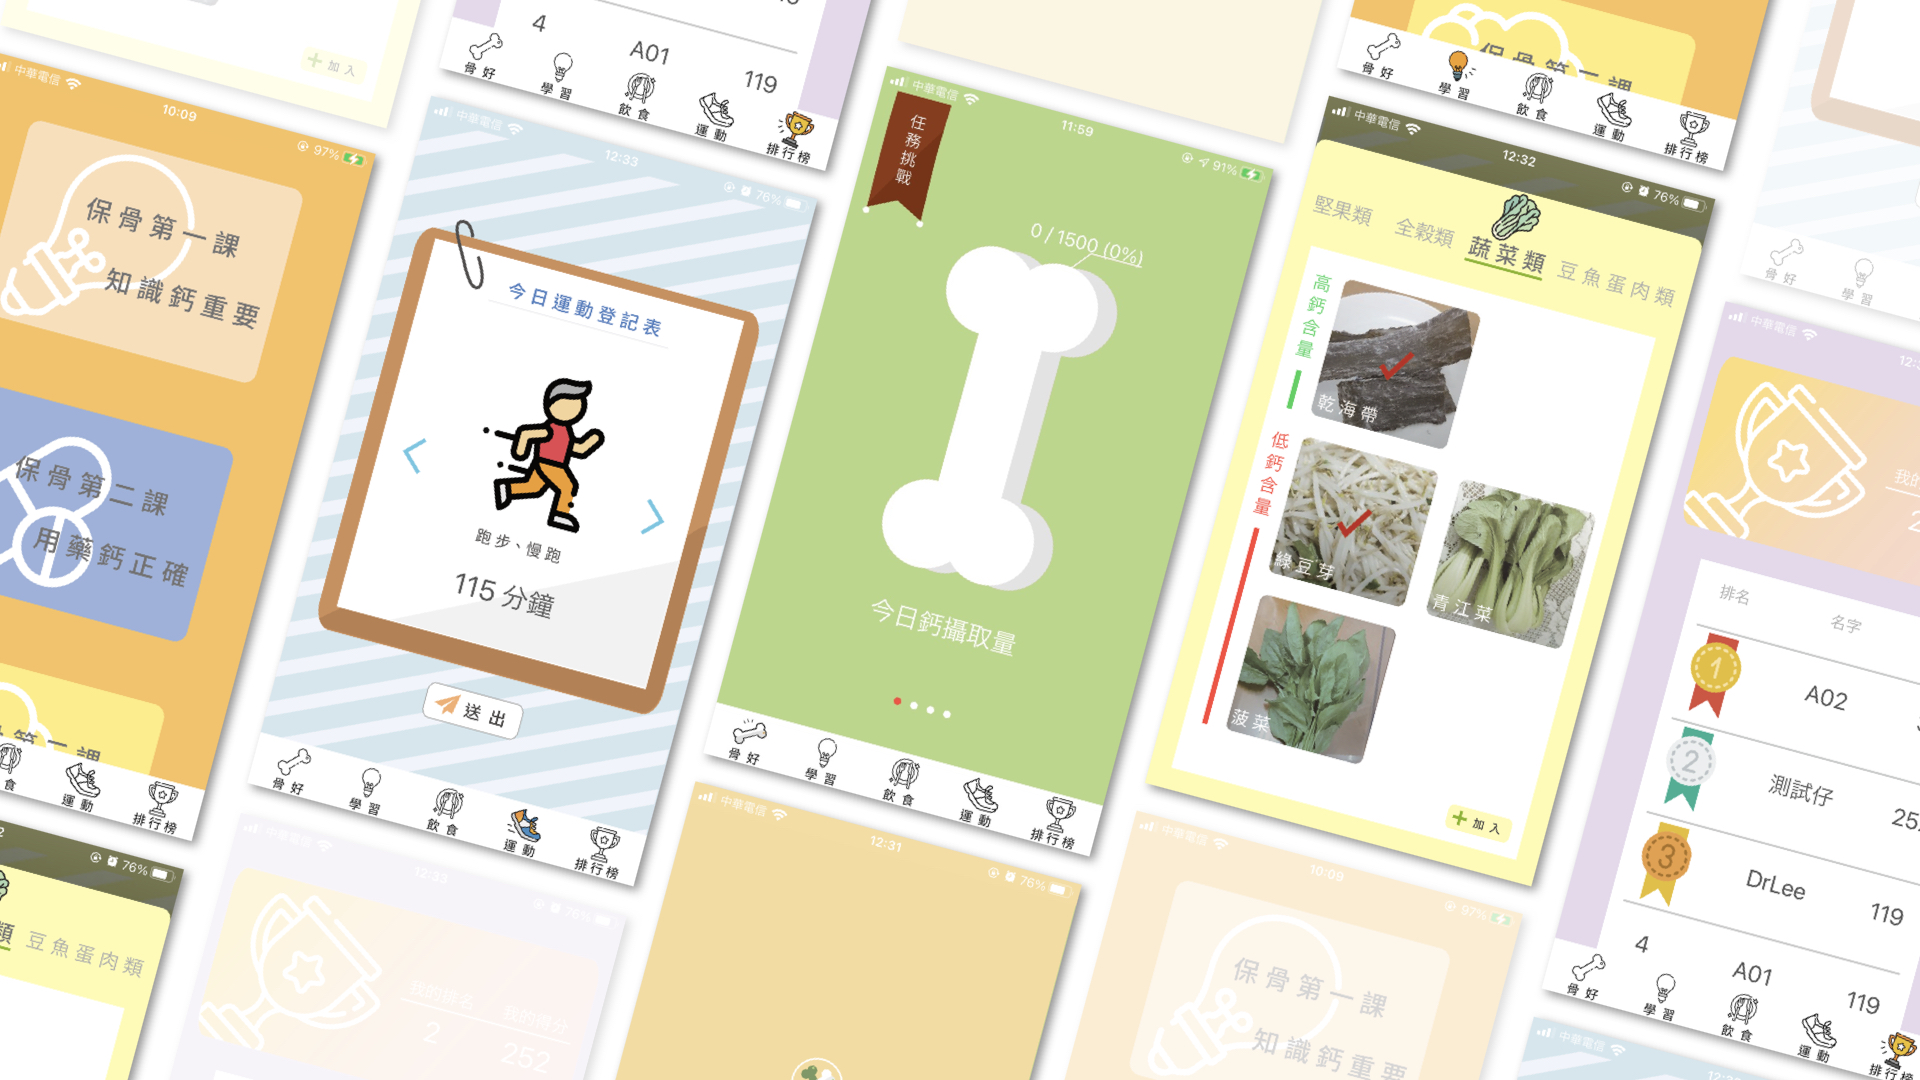 加入
4
A01
119
骨好
學習
飲食
運動
排行榜
保骨第二課
骨好
學習
飲食
運動
排行榜
中華電信
10:09
97%
保骨第一課
知識鈣重要
保骨第二課
用藥鈣正確
運動
排行榜
中華電信
12:33
76%
今日運動登記表
跑步、慢跑
115 分鐘
送出
骨好
學習
飲食
運動
排行榜
中華電信
11:59
91%
任務挑戰
0 / 1500 (0%)
今日鈣攝取量
骨好
學習
飲食
運動
排行榜
中華電信
12:32
76%
堅果類
全穀類
蔬菜類
豆魚蛋肉類
高鈣含量
乾海帶
低鈣含量
綠豆芽
青江菜
菠菜
加入
骨好
學習
中華電信
排名
名字
1
A02
2
測試仔
3
DrLee
119
4
A01
119
骨好
學習
飲食
運動
排行榜
76%
豆魚蛋肉類
中華電信
12:33
76%
我的排名
我的得分
2
252
中華電信
12:31
76%
中華電信
10:09
97%
保骨第一課
知識鈣重要
中華電信